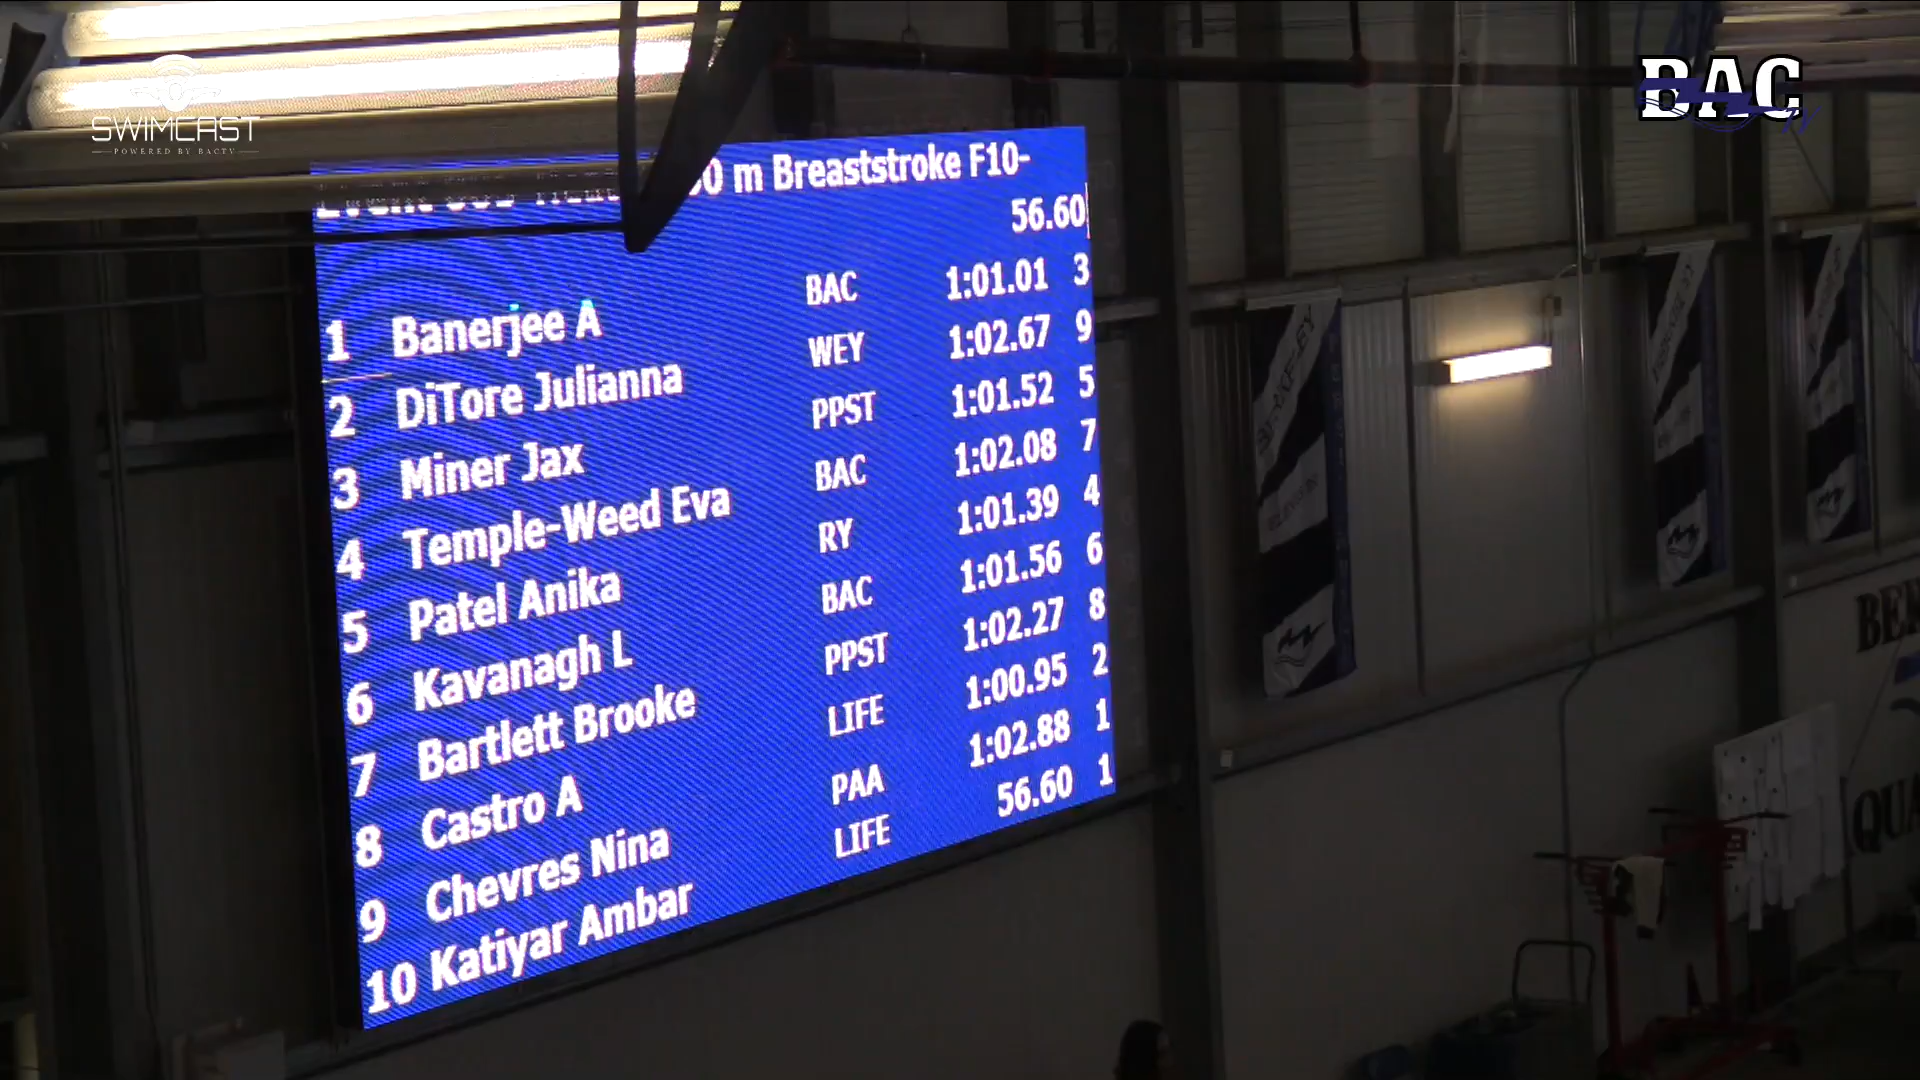 SWIMCAST
POWERED BY BACTV
BAC
m Breaststroke F10-
56.60
1 Banerjee A BAC 1:01.01 3
2 DiTore Julianna WEY 1:02.67 9
3 Miner Jax PPST 1:01.52 5
4 Temple-Weed Eva BAC 1:02.08 7
5 Patel Anika RY 1:01.39 4
6 Kavanagh L BAC 1:01.56 6
7 Bartlett Brooke PPST 1:02.27 8
8 Castro A LIFE 1:00.95 2
9 Chevres Nina PAA 1:02.88 1
10 Katiyar Ambar LIFE 56.60 1